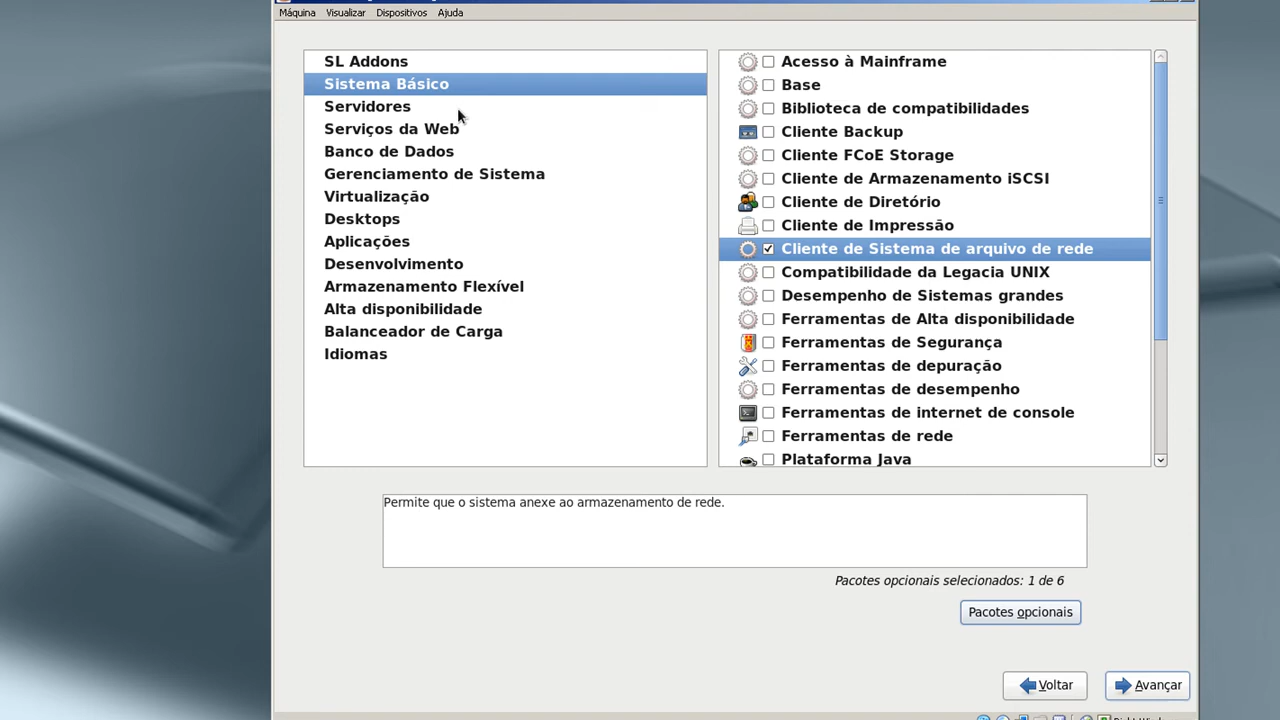 Máquina Visualizar Dispositivos Ajuda
SL Addons
Sistema Básico
Servidores
Serviços da Web
Banco de Dados
Gerenciamento de Sistema
Virtualização
Desktops
Aplicações
Desenvolvimento
Armazenamento Flexível
Alta disponibilidade
Balanceador de Carga
Idiomas
Acesso à Mainframe
Base
Biblioteca de compatibilidades
Cliente Backup
Cliente FCoE Storage
Cliente de Armazenamento iSCSI
Cliente de Diretório
Cliente de Impressão
Cliente de Sistema de arquivo de rede
Compatibilidade da Legacia UNIX
Desempenho de Sistemas grandes
Ferramentas de Alta disponibilidade
Ferramentas de Segurança
Ferramentas de depuração
Ferramentas de desempenho
Ferramentas de internet de console
Ferramentas de rede
Plataforma Java
Permite que o sistema anexe ao armazenamento de rede.
Pacotes opcionais selecionados: 1 de 6
Pacotes opcionais
Voltar
Avançar